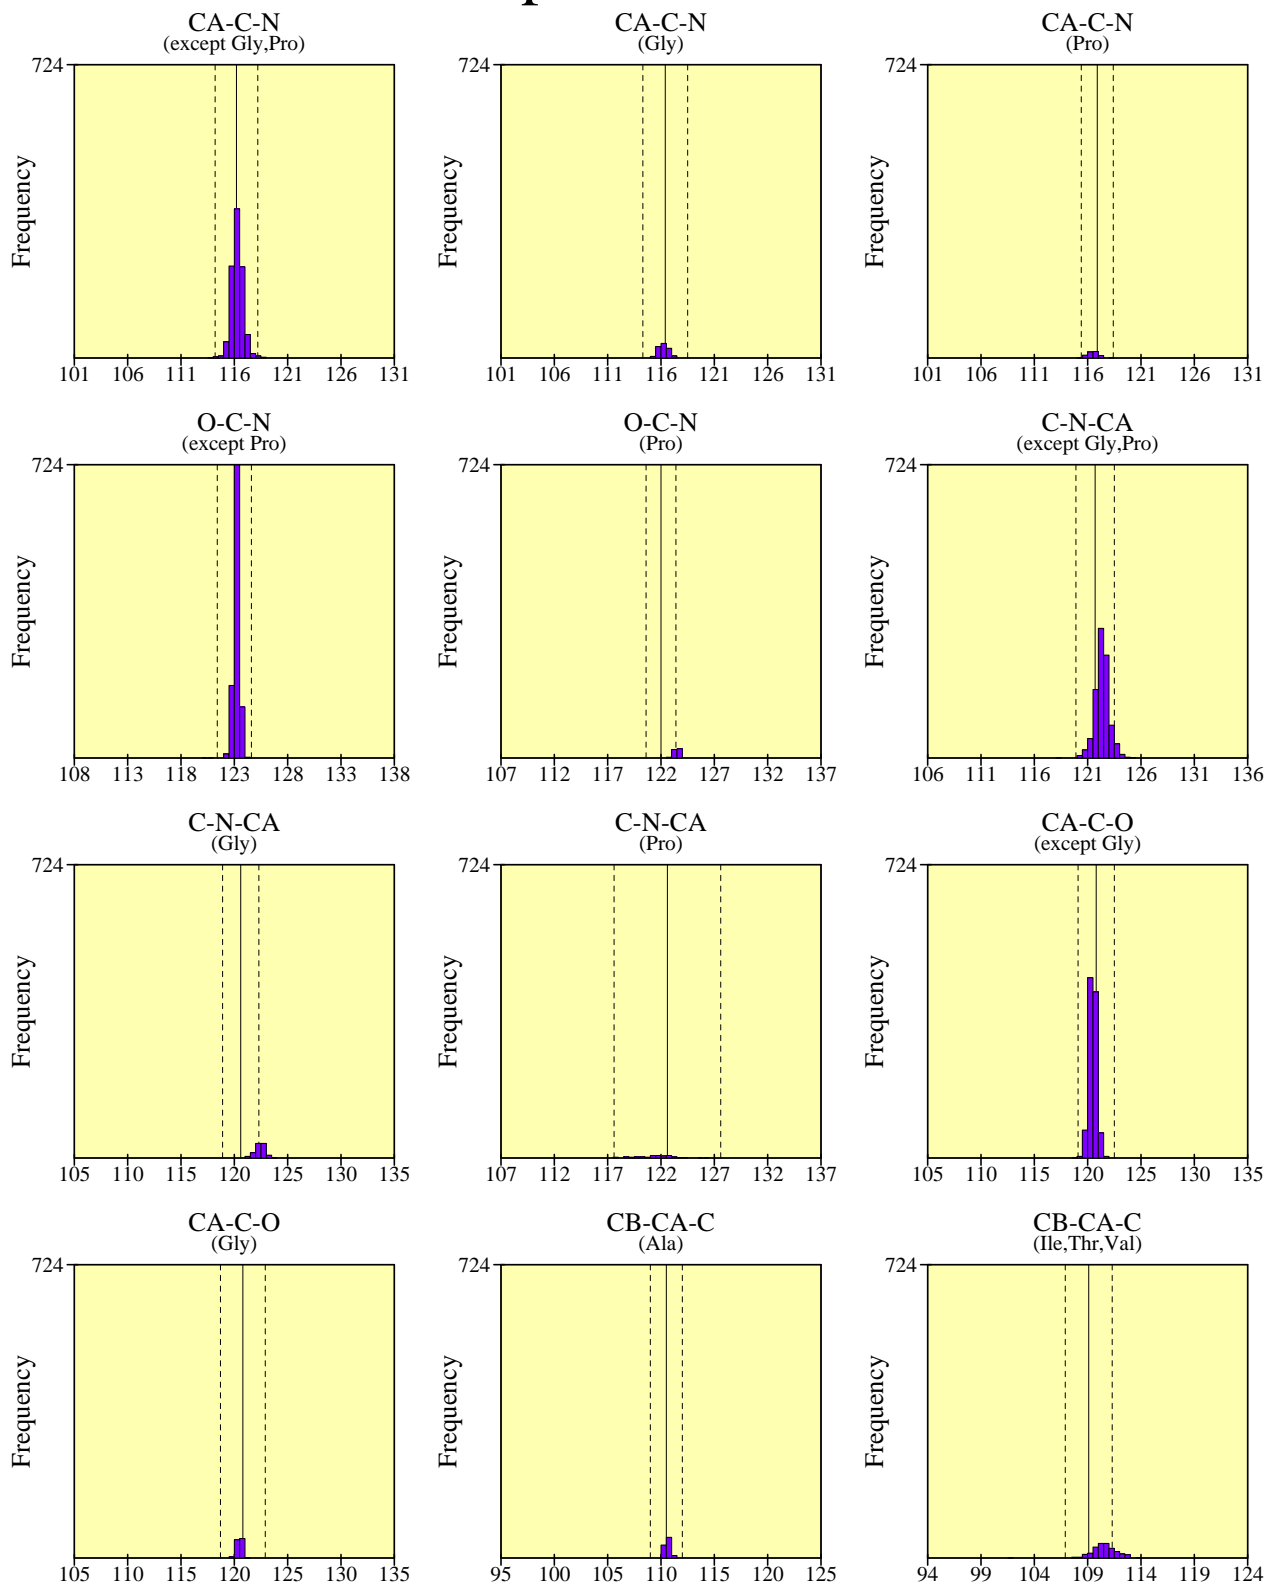 CA-C-N
(except Gly,Pro)
724
Frequency
101 106 111 116 121 126 131
CA-C-N
(Gly)
724
Frequency
101 106 111 116 121 126 131
CA-C-N
(Pro)
724
Frequency
101 106 111 116 121 126 131
O-C-N
(except Pro)
724
Frequency
108 113 118 123 128 133 138
O-C-N
(Pro)
724
Frequency
107 112 117 122 127 132 137
C-N-CA
(except Gly,Pro)
724
Frequency
106 111 116 121 126 131 136
C-N-CA
(Gly)
724
Frequency
105 110 115 120 125 130 135
C-N-CA
(Pro)
724
Frequency
107 112 117 122 127 132 137
CA-C-O
(except Gly)
724
Frequency
105 110 115 120 125 130 135
CA-C-O
(Gly)
724
Frequency
105 110 115 120 125 130 135
CB-CA-C
(Ala)
724
Frequency
95 100 105 110 115 120 125
CB-CA-C
(Ile,Thr,Val)
724
Frequency
94 99 104 109 114 119 124